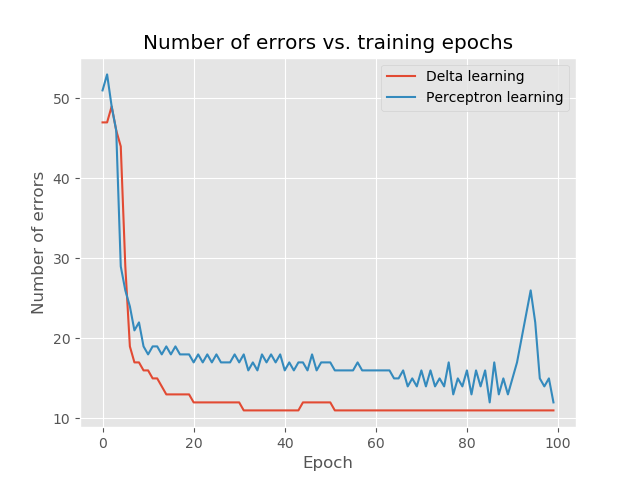 Number of errors vs. training epochs
Delta learning
Perceptron learning
Number of errors
50
40
30
20
10
0 20 40 60 80 100
Epoch